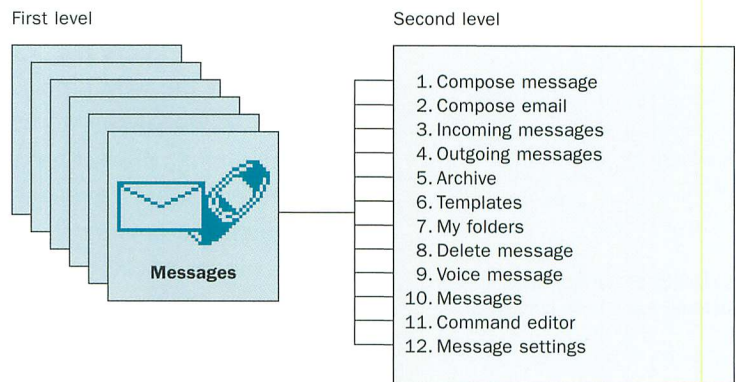 First level
Second level
Messages
1. Compose message
2. Compose email
3. Incoming messages
4. Outgoing messages
5. Archive
6. Templates
7. My folders
8. Delete message
9. Voice message
10. Messages
11. Command editor
12. Message settings